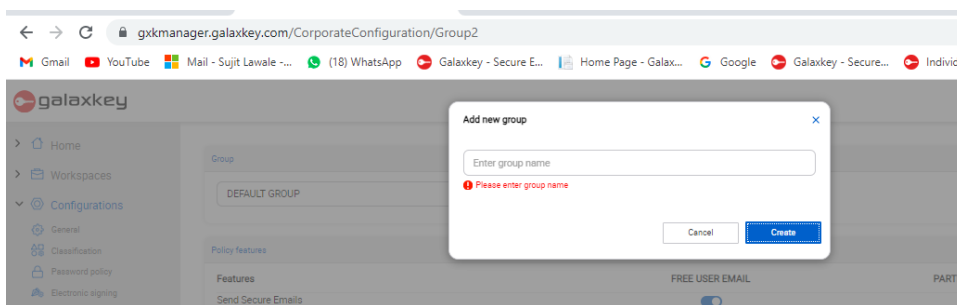 gxkmanager.galaxkey.com/CorporateConfiguration/Group2
Gmail YouTube Mail - Sujit Lawale -... (18) WhatsApp Galaxkey - Secure E... Home Page - Galax... Google Galaxkey - Secure... Individ
galaxkey
Add new group
Home
Group
Enter group name
Workspaces
Please enter group name
DEFAULT GROUP
Configurations
General
Cancel Create
Classification
Policy features
Password policy
Features FREE USER EMAIL PART
Electronic signing
Send Secure Emails